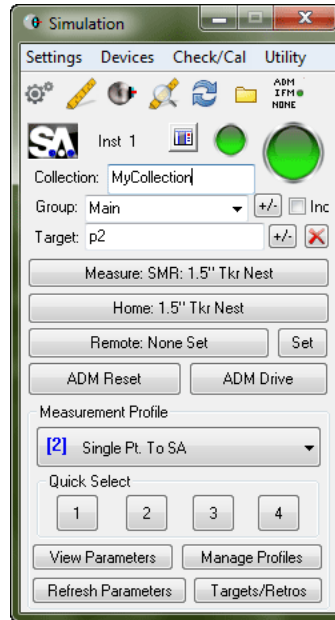 Simulation
Settings Devices Check/Cal Utility
ADM
IFM
NONE
SA Inst 1
Collection: MyCollection
Group: Main +/- Inc
Target: p2 +/-
Measure: SMR: 1.5" Tkr Nest
Home: 1.5" Tkr Nest
Remote: None Set Set
ADM Reset ADM Drive
Measurement Profile
[2] Single Pt. To SA
Quick Select
1 2 3 4
View Parameters Manage Profiles
Refresh Parameters Targets/Retros